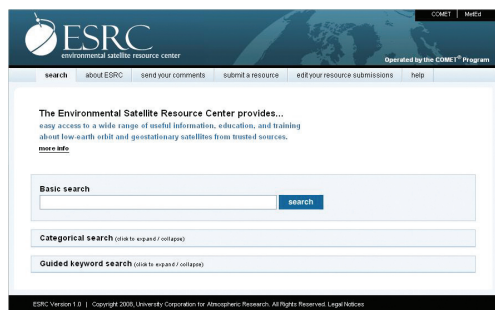 COMET | MetEd
ESRC
environmental satellite resource center
Operated by the COMET® Program
search about ESRC send your comments submit a resource edit your resource submissions help
The Environmental Satellite Resource Center provides...
easy access to a wide range of useful information, education, and training
about low-earth orbit and geostationary satellites from trusted sources.
more info
Basic search
search
Categorical search (click to expand / collapse)
Guided keyword search (click to expand / collapse)
ESRC Version 1.0 | Copyright 2008, University Corporation for Atmospheric Research. All Rights Reserved. Legal Notices